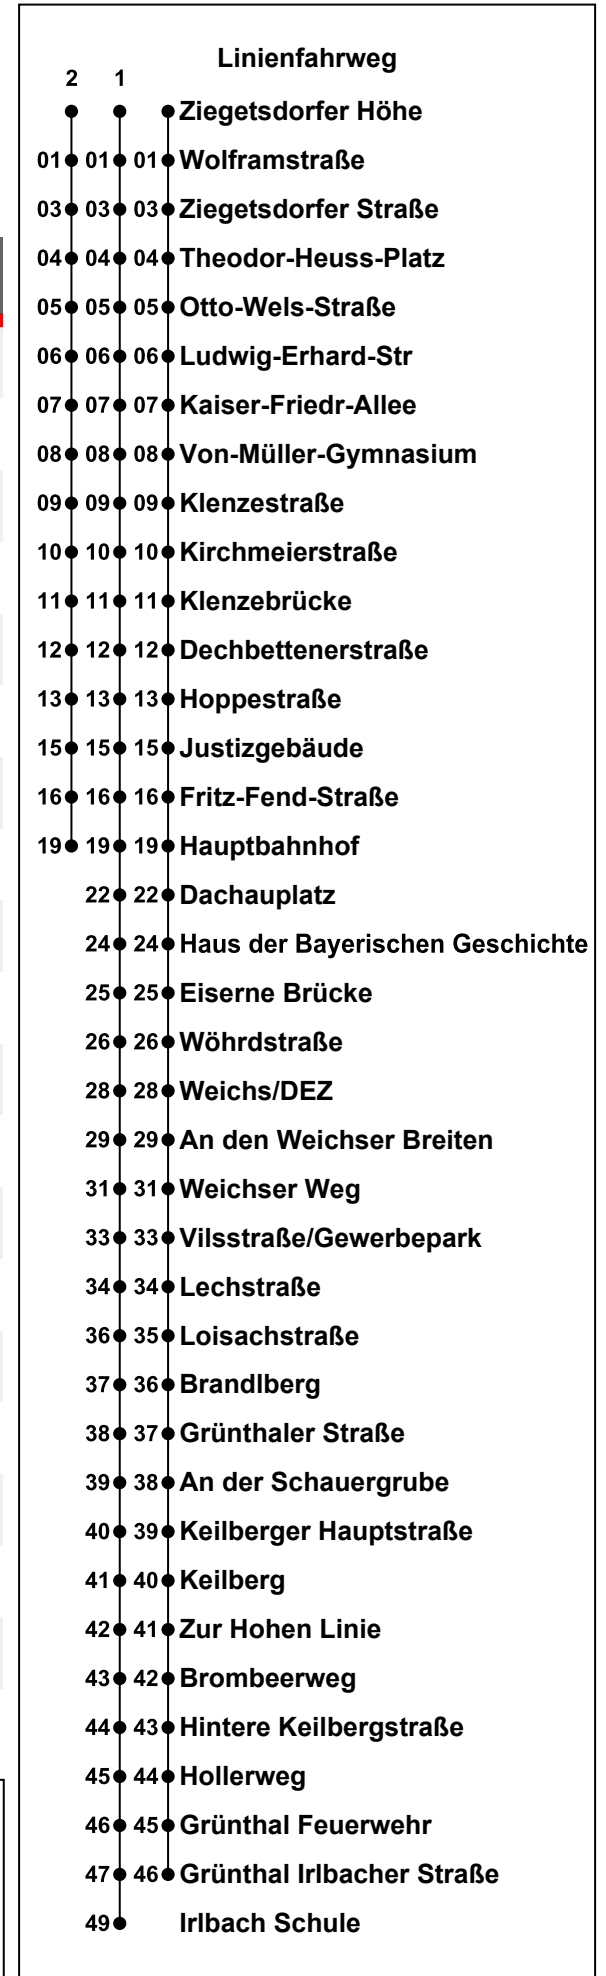 Linienfahrweg
2 1
Ziegetsdorfer Höhe
01 01 01 Wolframstraße
03 03 03 Ziegetsdorfer Straße
04 04 04 Theodor-Heuss-Platz
05 05 05 Otto-Wels-Straße
06 06 06 Ludwig-Erhard-Str
07 07 07 Kaiser-Friedr-Allee
08 08 08 Von-Müller-Gymnasium
09 09 09 Klenzestraße
10 10 10 Kirchmeierstraße
11 11 11 Klenzebrücke
12 12 12 Dechbettenerstraße
13 13 13 Hoppestraße
15 15 15 Justizgebäude
16 16 16 Fritz-Fend-Straße
19 19 19 Hauptbahnhof
22 22 Dachauplatz
24 24 Haus der Bayerischen Geschichte
25 25 Eiserne Brücke
26 26 Wöhrdstraße
28 28 Weichs/DEZ
29 29 An den Weichser Breiten
31 31 Weichser Weg
33 33 Vilsstraße/Gewerbepark
34 34 Lechstraße
36 35 Loisachstraße
37 36 Brandlberg
38 37 Grünthaler Straße
39 38 An der Schauergrube
40 39 Keilberger Hauptstraße
41 40 Keilberg
42 41 Zur Hohen Linie
43 42 Brombeerweg
44 43 Hintere Keilbergstraße
45 44 Hollerweg
46 45 Grünthal Feuerwehr
47 46 Grünthal Irlbacher Straße
49 Irlbach Schule